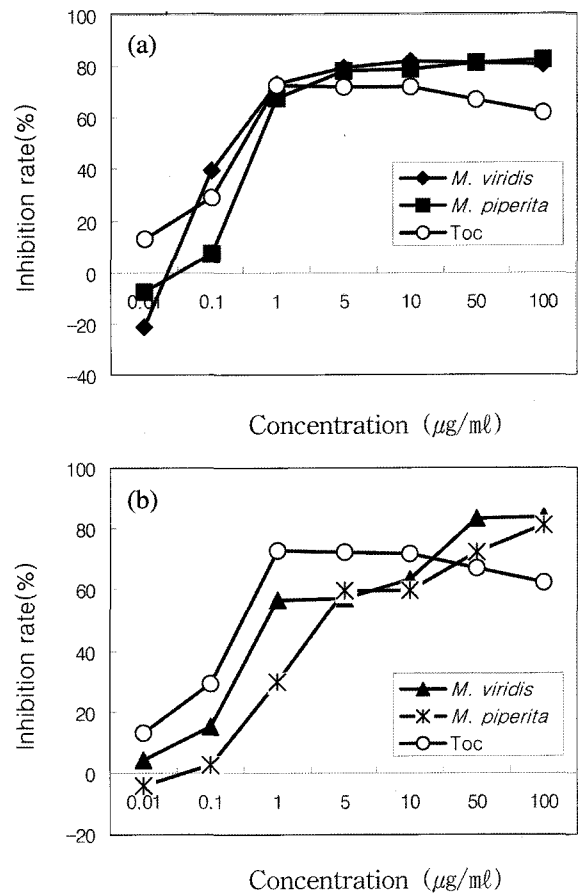 (a)
100
80
60
40
20
0
-20
-40
Inhibition rate(%)
0.01 0.1 1 5 10 50 100
M. viridis
M. piperita
Toc
Concentration (μg/mℓ)
(b)
100
80
60
40
20
0
-20
Inhibition rate(%)
0.01 0.1 1 5 10 50 100
M. viridis
M. piperita
Toc
Concentration (μg/mℓ)